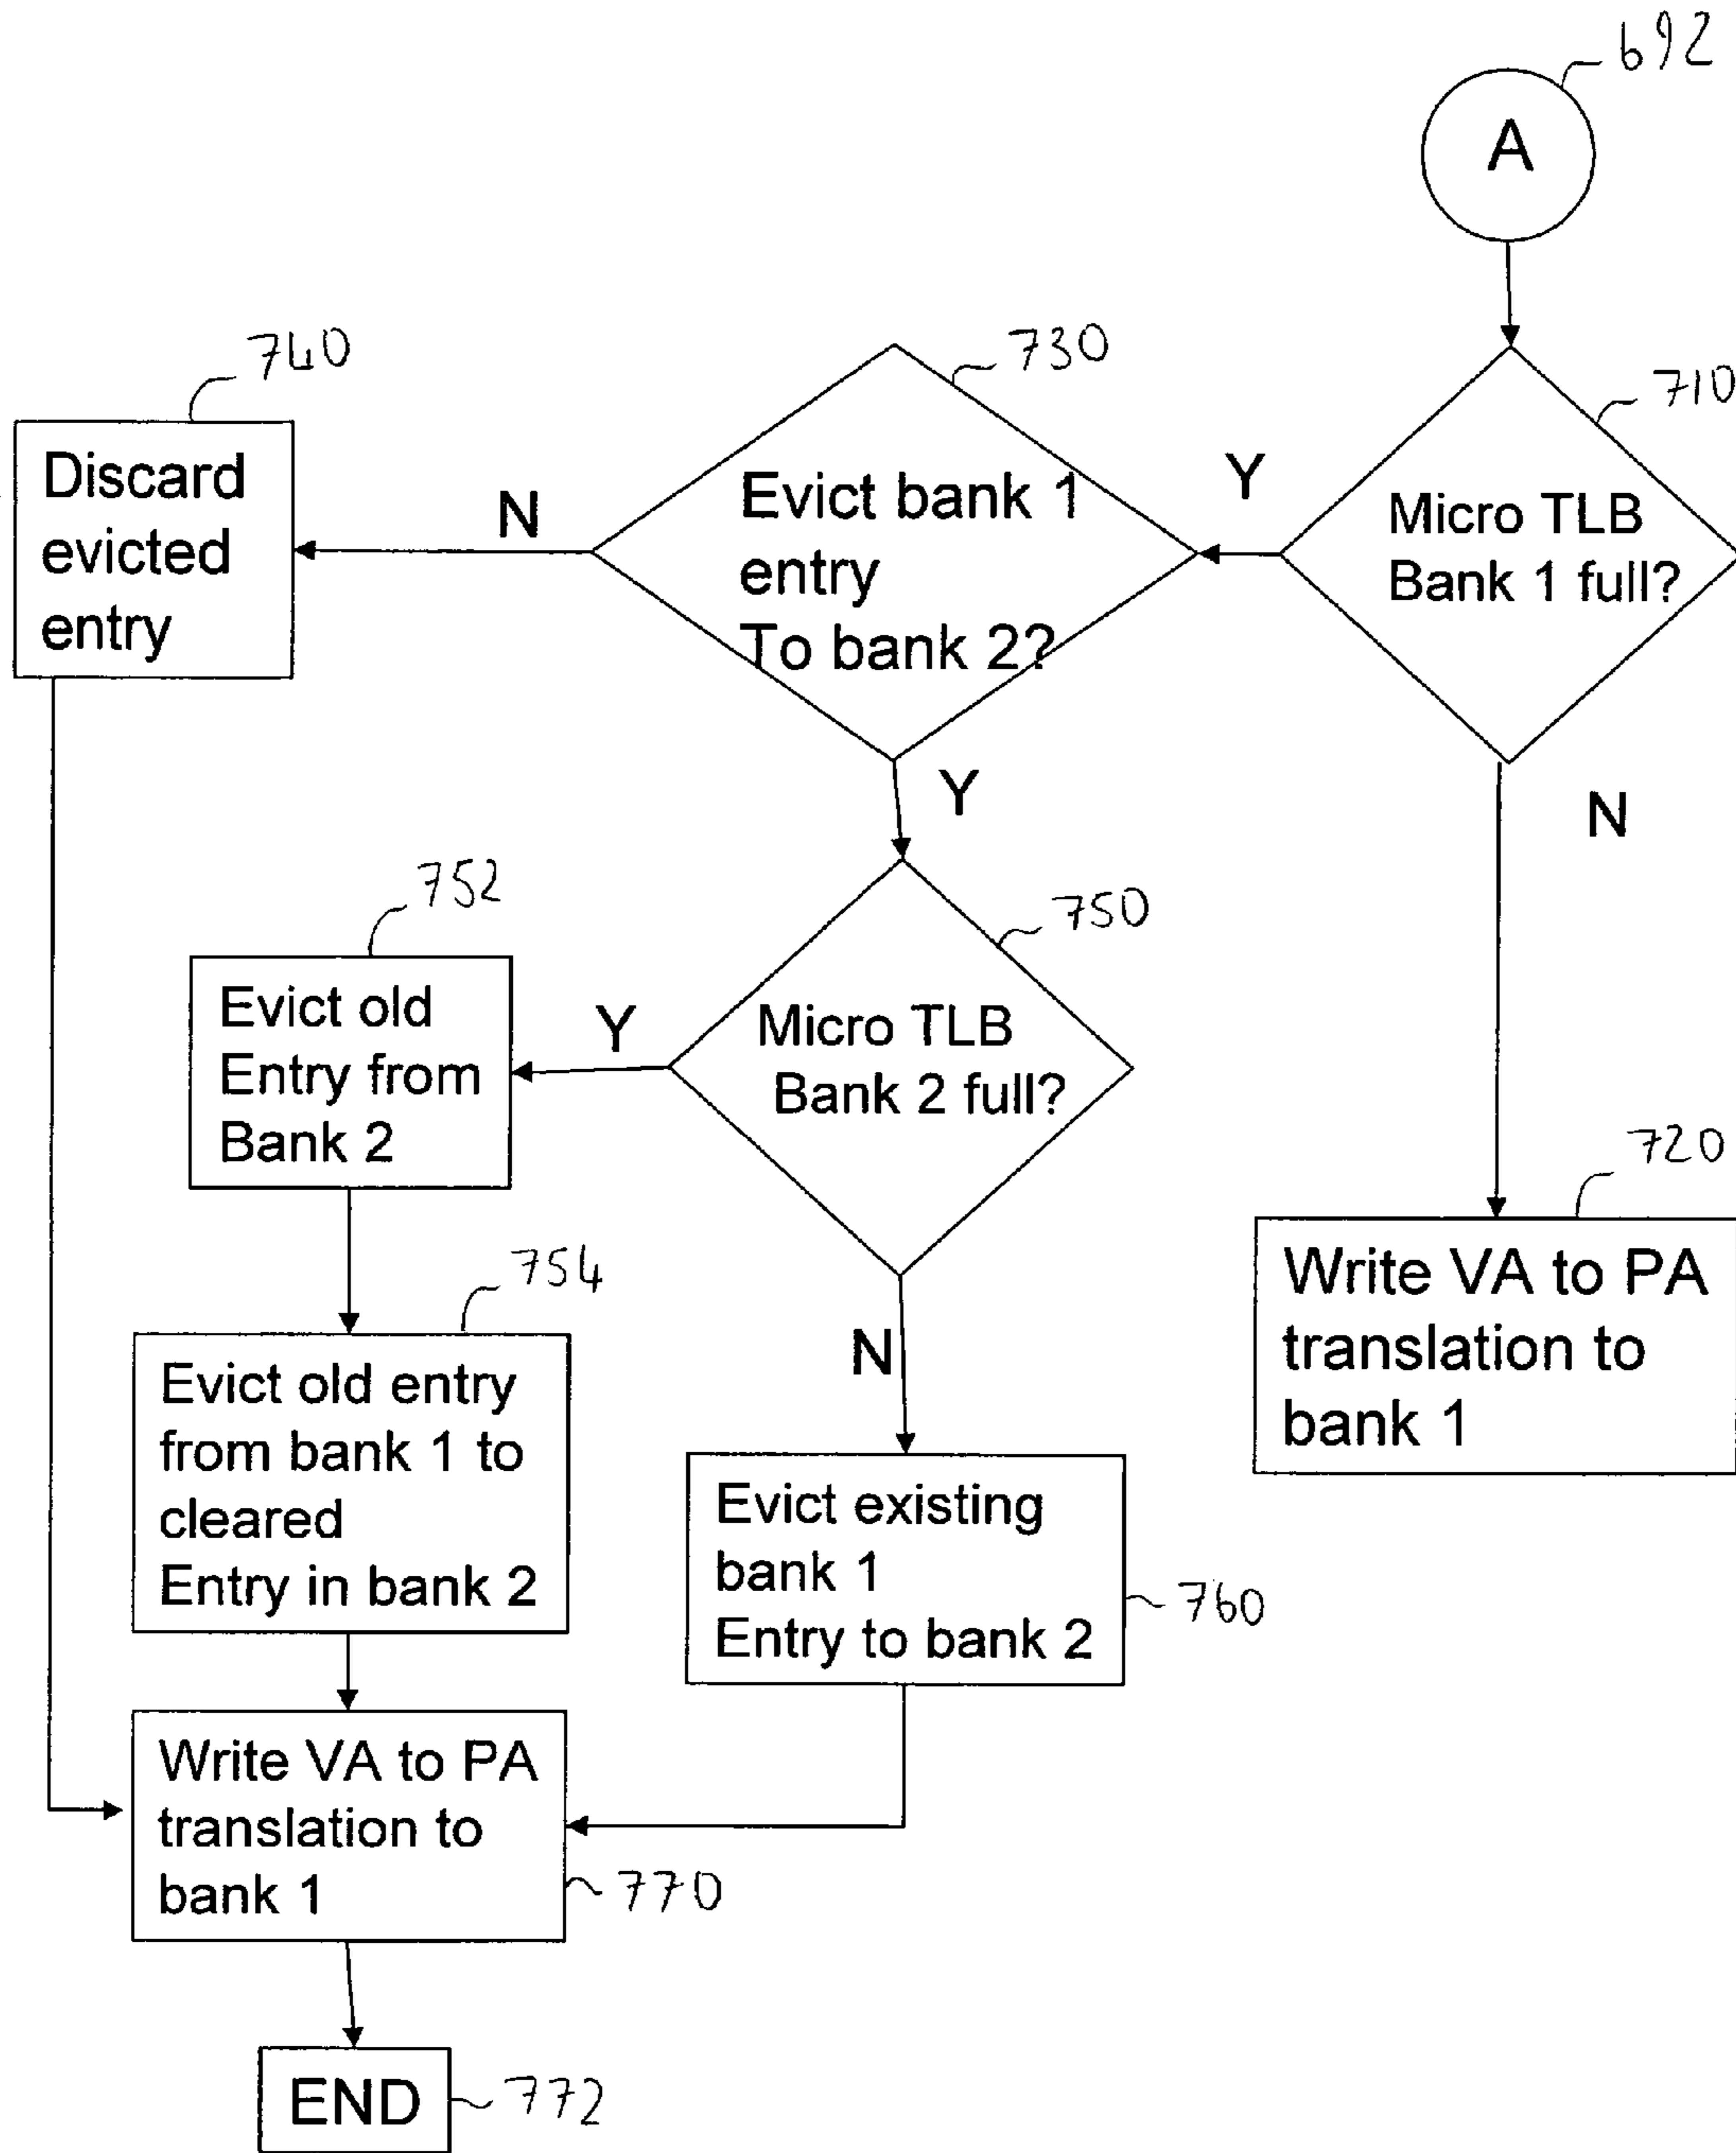 692
A
740
730
710
Discard
evicted
entry
N
Evict bank 1
entry
To bank 2?
Y
Micro TLB
Bank 1 full?
Y
N
752
750
Evict old
Entry from
Bank 2
Y
Micro TLB
Bank 2 full?
720
Write VA to PA
translation to
bank 1
754
N
Evict old entry
from bank 1 to
cleared
Entry in bank 2
Evict existing
bank 1
Entry to bank 2
760
Write VA to PA
translation to
bank 1
770
END
772